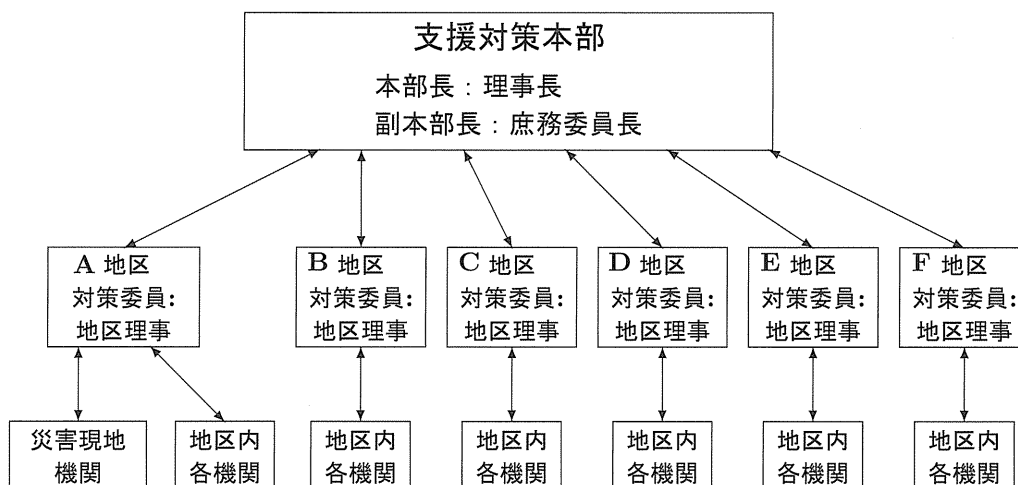 支援対策本部
本部長：理事長
副本部長：庶務委員長
A 地区
対策委員:
地区理事
B 地区
対策委員:
地区理事
C 地区
対策委員:
地区理事
D 地区
対策委員:
地区理事
E 地区
対策委員:
地区理事
F 地区
対策委員:
地区理事
災害現地
機関
地区内
各機関
地区内
各機関
地区内
各機関
地区内
各機関
地区内
各機関
地区内
各機関